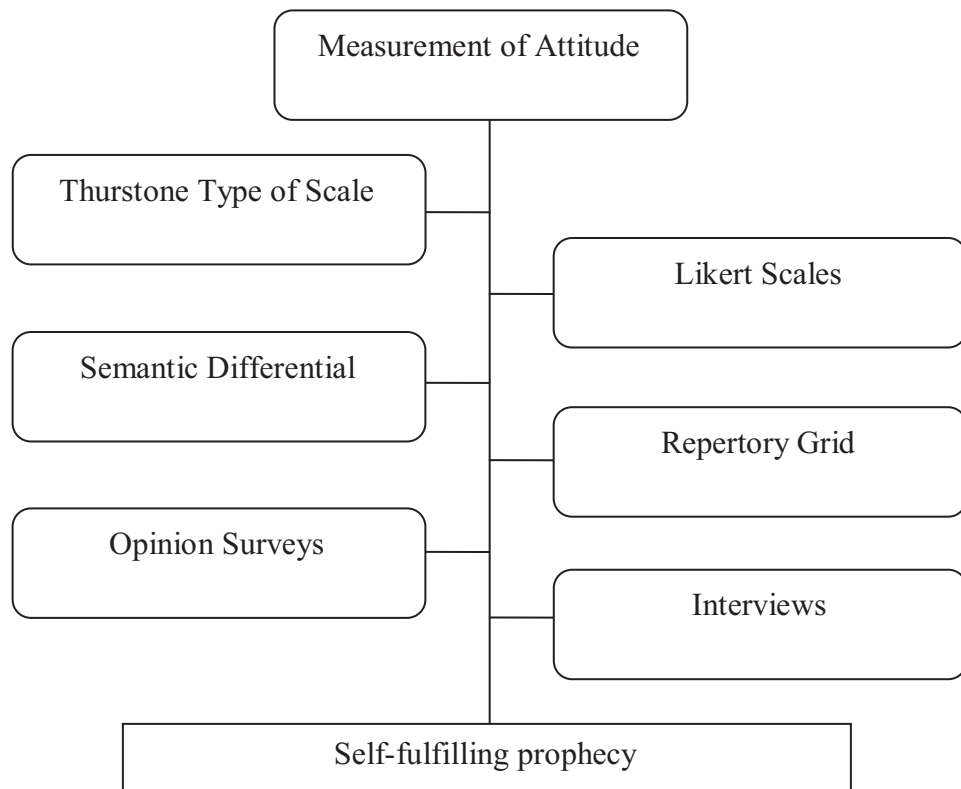 Measurement of Attitude
Thurstone Type of Scale
Likert Scales
Semantic Differential
Repertory Grid
Opinion Surveys
Interviews
Self-fulfilling prophecy